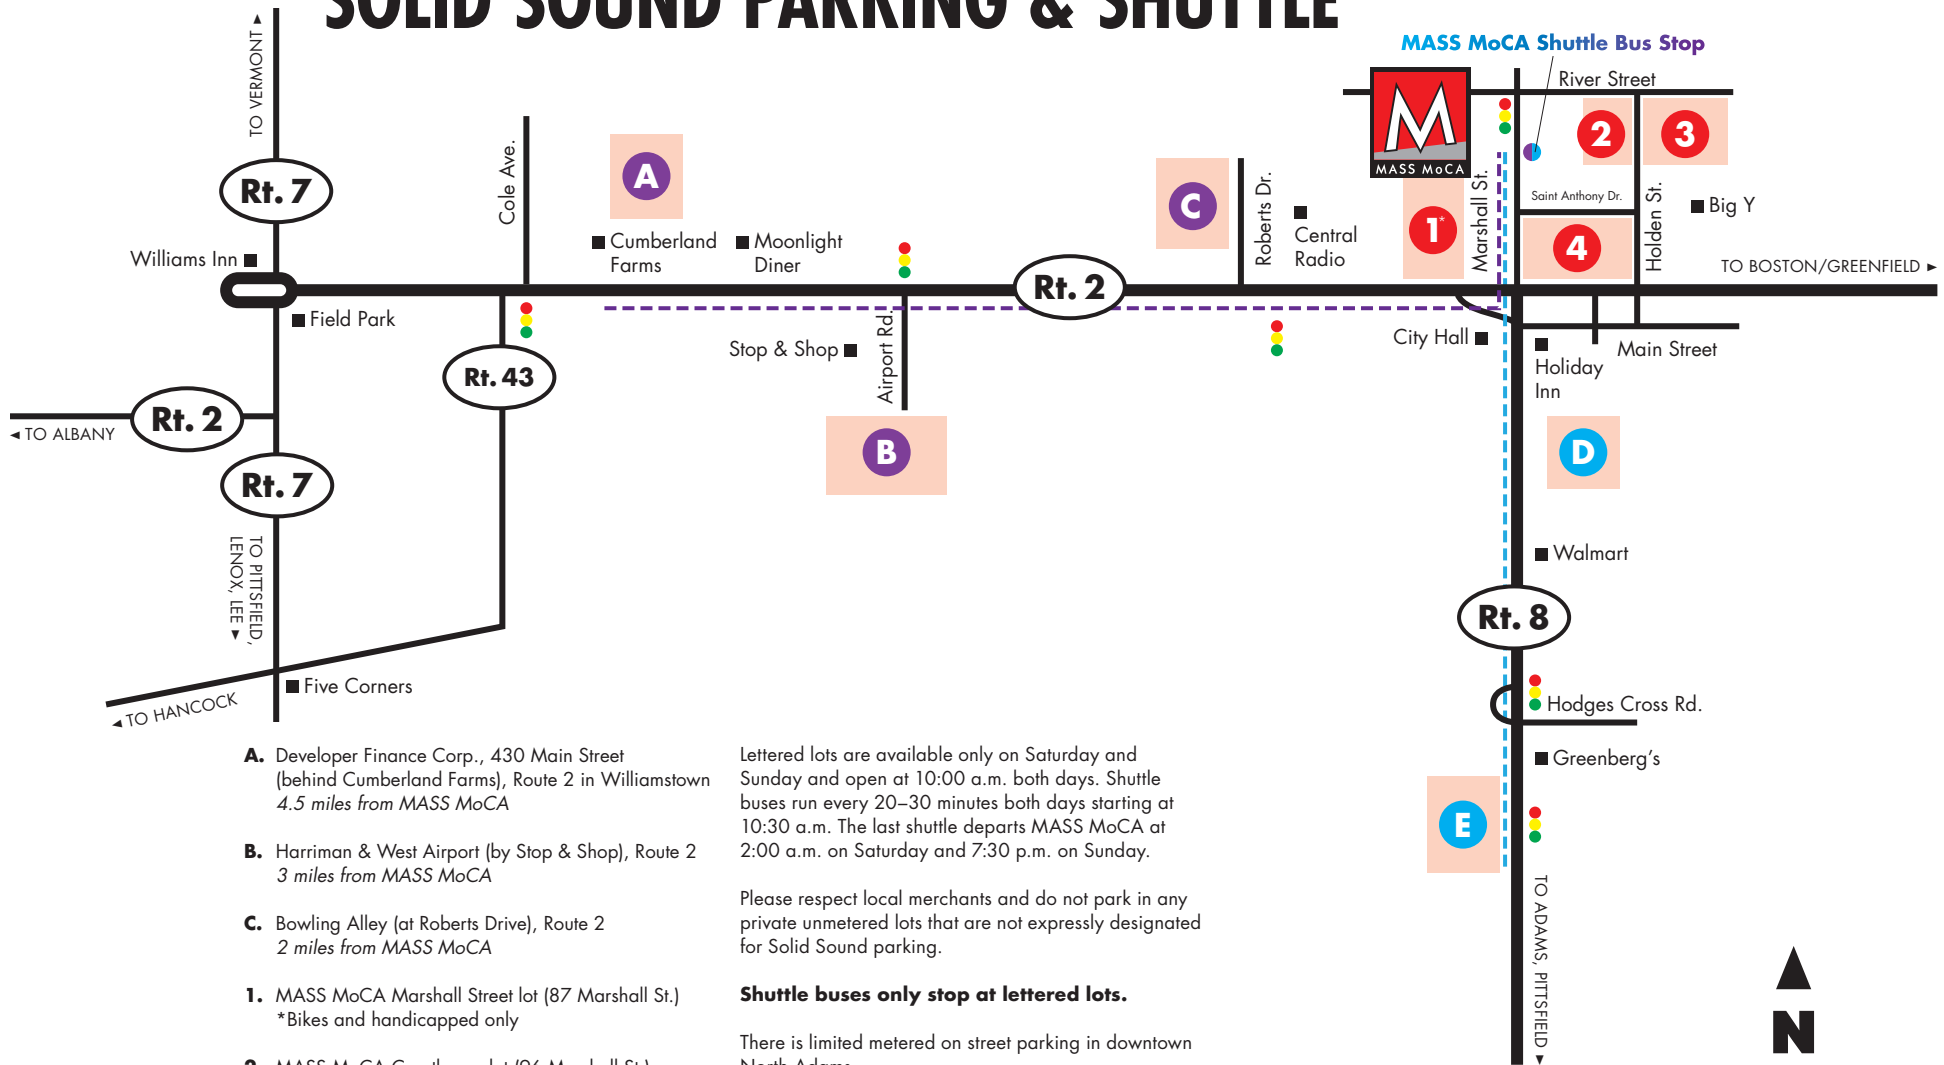 SOLID SOUND PARKING & SHUTTLE
MASS MoCA Shuttle Bus Stop
TO VERMONT ►
River Street
M
MASS MoCA
2
3
Rt. 7
Cole Ave.
A
C
Roberts Dr.
Marshall St.
Saint Anthony Dr.
Holden St.
Big Y
1*
4
Williams Inn
Cumberland
Farms
Moonlight
Diner
Central
Radio
TO BOSTON/GREENFIELD ►
Rt. 2
Field Park
Stop & Shop
Airport Rd.
City Hall
Main Street
Holiday
Inn
Rt. 43
Rt. 2
◄ TO ALBANY
B
D
Rt. 7
TO PITTSFIELD,
LENOX, LEE ►
Walmart
Rt. 8
Five Corners
◄ TO HANCOCK
Hodges Cross Rd.
Greenberg's
E
TO ADAMS, PITTSFIELD ►
N
A. Developer Finance Corp., 430 Main Street
(behind Cumberland Farms), Route 2 in Williamstown
4.5 miles from MASS MoCA
B. Harriman & West Airport (by Stop & Shop), Route 2
3 miles from MASS MoCA
C. Bowling Alley (at Roberts Drive), Route 2
2 miles from MASS MoCA
1. MASS MoCA Marshall Street lot (87 Marshall St.)
*Bikes and handicapped only
Lettered lots are available only on Saturday and
Sunday and open at 10:00 a.m. both days. Shuttle
buses run every 20–30 minutes both days starting at
10:30 a.m. The last shuttle departs MASS MoCA at
2:00 a.m. on Saturday and 7:30 p.m. on Sunday.
Please respect local merchants and do not park in any
private unmetered lots that are not expressly designated
for Solid Sound parking.
Shuttle buses only stop at lettered lots.
There is limited metered on street parking in downtown
North Adams.